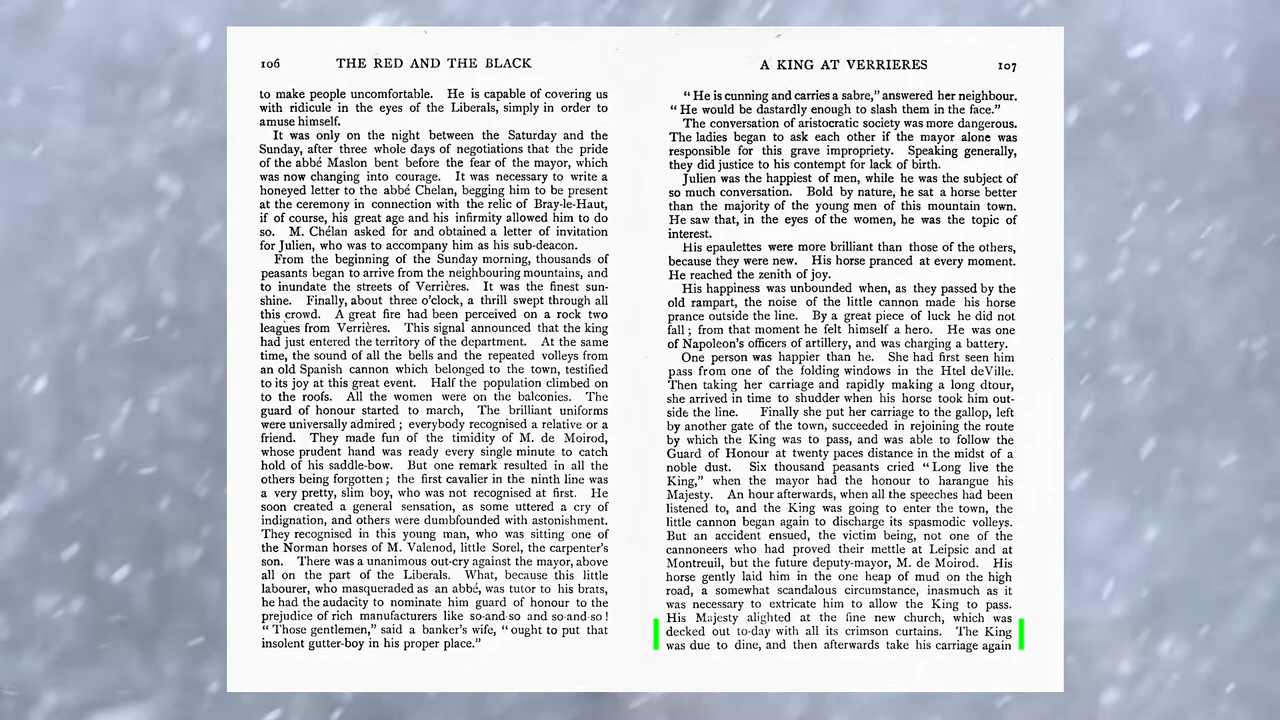 106 THE RED AND THE BLACK
to make people uncomfortable. He is capable of covering us
with ridicule in the eyes of the Liberals, simply in order to
amuse himself.
It was only on the night between the Saturday and the
Sunday, after three whole days of negotiations that the pride
of the abbé Maslon bent before the fear of the mayor, which
was now changing into courage. It was necessary to write a
honeyed letter to the abbé Chelan, begging him to be present
at the ceremony in connection with the relic of Bray-le-Haut,
if of course, his great age and his infirmity allowed him to do
so. M. Chélan asked for and obtained a letter of invitation
for Julien, who was to accompany him as his sub-deacon.
From the beginning of the Sunday morning, thousands of
peasants began to arrive from the neighbouring mountains, and
to inundate the streets of Verrières. It was the finest sun-
shine. Finally, about three o'clock, a thrill swept through all
this crowd. A great fire had been perceived on a rock two
leagues from Verrières. This signal announced that the king
had just entered the territory of the department. At the same
time, the sound of all the bells and the repeated volleys from
an old Spanish cannon which belonged to the town, testified
to its joy at this great event. Half the population climbed on
to the roofs. All the women were on the balconies. The
guard of honour started to march, The brilliant uniforms
were universally admired ; everybody recognised a relative or a
friend. They made fun of the timidity of M. de Moirod,
whose prudent hand was ready every single minute to catch
hold of his saddle-bow. But one remark resulted in all the
others being forgotten ; the first cavalier in the ninth line was
a very pretty, slim boy, who was not recognised at first. He
soon created a general sensation, as some uttered a cry of
indignation, and others were dumbfounded with astonishment.
They recognised in this young man, who was sitting one of
the Norman horses of M. Valenod, little Sorel, the carpenter's
son. There was a unanimous out-cry against the mayor, above
all on the part of the Liberals. What, because this little
labourer, who masqueraded as an abbé, was tutor to his brats,
he had the audacity to nominate him guard of honour to the
prejudice of rich manufacturers like so-and-so and so-and-so !
“ Those gentlemen,” said a banker's wife, “ ought to put that
insolent gutter-boy in his proper place.”
A KING AT VERRIERES 107
“ He is cunning and carries a sabre,” answered her neighbour.
“ He would be dastardly enough to slash them in the face.”
The conversation of aristocratic society was more dangerous.
The ladies began to ask each other if the mayor alone was
responsible for this grave impropriety. Speaking generally,
they did justice to his contempt for lack of birth.
Julien was the happiest of men, while he was the subject of
so much conversation. Bold by nature, he sat a horse better
than the majority of the young men of this mountain town.
He saw that, in the eyes of the women, he was the topic of
interest.
His epaulettes were more brilliant than those of the others,
because they were new. His horse pranced at every moment.
He reached the zenith of joy.
His happiness was unbounded when, as they passed by the
old rampart, the noise of the little cannon made his horse
prance outside the line. By a great piece of luck he did not
fall ; from that moment he felt himself a hero. He was one
of Napoleon's officers of artillery, and was charging a battery.
One person was happier than he. She had first seen him
pass from one of the folding windows in the Htel deVille.
Then taking her carriage and rapidly making a long dtour,
she arrived in time to shudder when his horse took him out-
side the line. Finally she put her carriage to the gallop, left
by another gate of the town, succeeded in rejoining the route
by which the King was to pass, and was able to follow the
Guard of Honour at twenty paces distance in the midst of a
noble dust. Six thousand peasants cried “ Long live the
King,” when the mayor had the honour to harangue his
Majesty. An hour afterwards, when all the speeches had been
listened to, and the King was going to enter the town, the
little cannon began again to discharge its spasmodic volleys.
But an accident ensued, the victim being, not one of the
cannoneers who had proved their mettle at Leipsic and at
Montreuil, but the future deputy-mayor, M. de Moirod. His
horse gently laid him in the one heap of mud on the high
road, a somewhat scandalous circumstance, inasmuch as it
was necessary to extricate him to allow the King to pass.
His Majesty alighted at the fine new church, which was
decked out to-day with all its crimson curtains. The King
was due to dine, and then afterwards take his carriage again